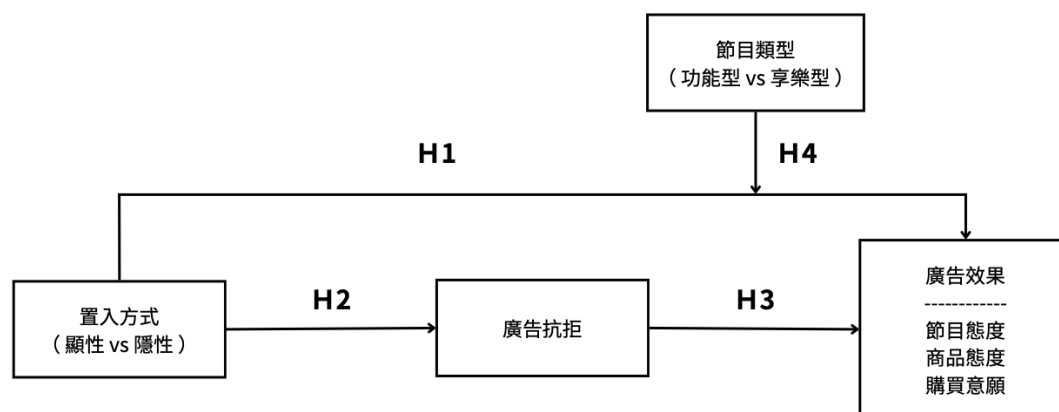 節目類型
（ 功能型 vs 享樂型 ）
H1
H4
置入方式
（ 顯性 vs 隱性 ）
H2
廣告抗拒
H3
廣告效果
------------
節目態度
商品態度
購買意願